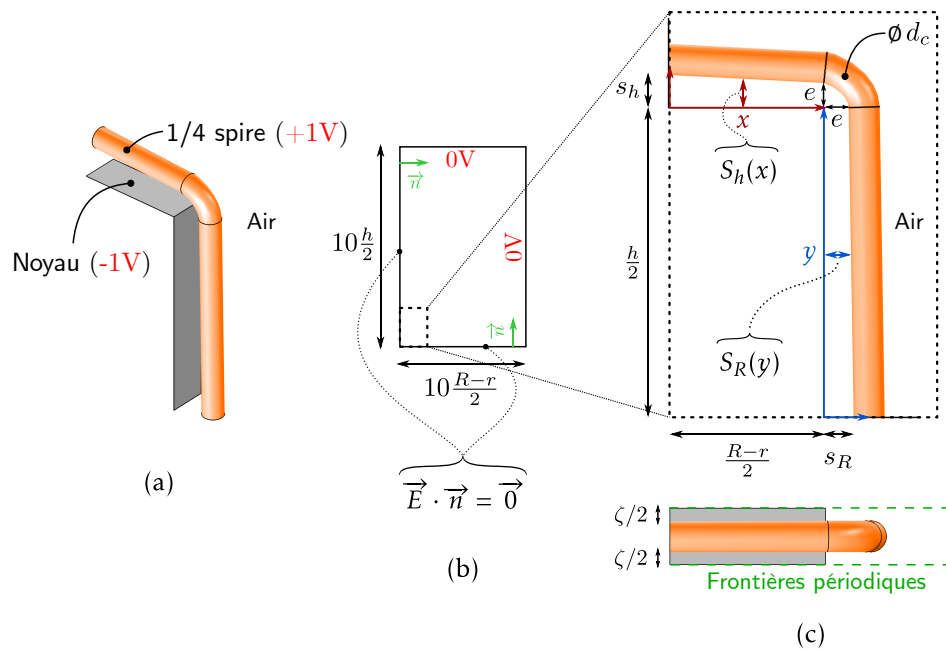 1/4 spire (+1V)
Air
Noyau (-1V)
(a)
0V
n
10 h/2
0V
n
10 R−r/2
E · n = 0
(b)
ø d_c
s_h
e
e
x
S_h(x)
h/2
y
Air
S_R(y)
R−r/2
s_R
ζ/2
ζ/2
Frontières périodiques
(c)